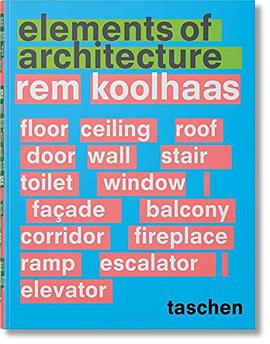 elements of
architecture
rem koolhaas
floor ceiling roof
door wall stair
toilet window
façade balcony
corridor fireplace
ramp escalator
elevator
taschen